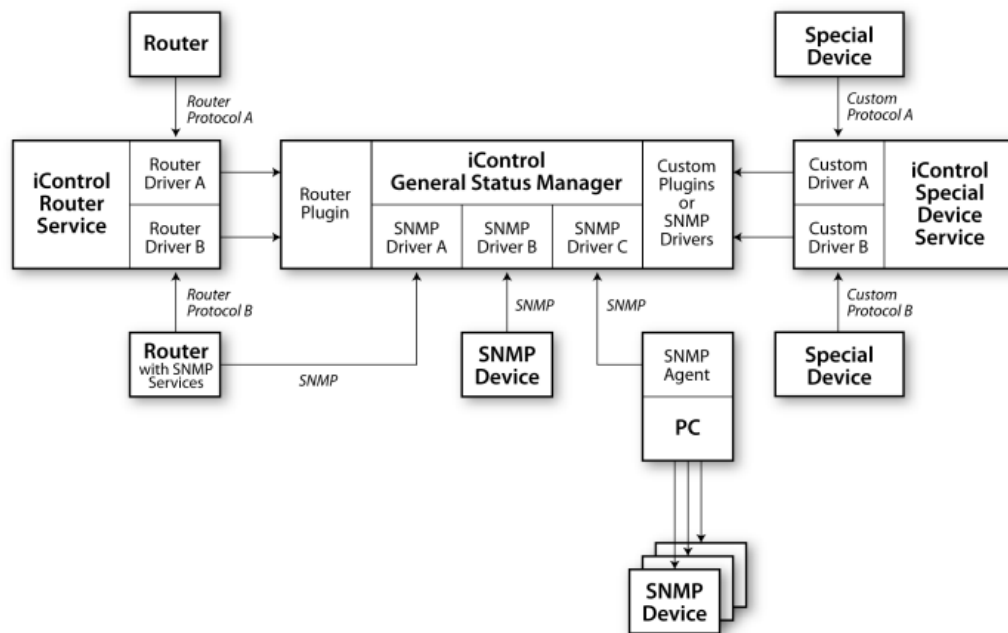 Router
Special
Device
Router
Protocol A
Custom
Protocol A
iControl
Router
Service
Router
Driver A
Router
Driver B
Router
Plugin
iControl
General Status Manager
SNMP
Driver A
SNMP
Driver B
SNMP
Driver C
Custom
Plugins
or
SNMP
Drivers
Custom
Driver A
Custom
Driver B
iControl
Special
Device
Service
Router
Protocol B
SNMP
SNMP
Custom
Protocol B
Router
with SNMP
Services
SNMP
SNMP
Device
SNMP
Agent
PC
Special
Device
SNMP
Device